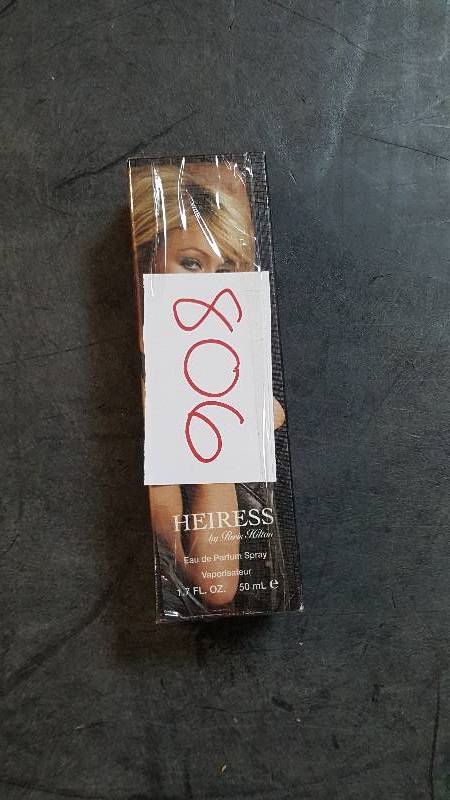 806
HEIRESS
by Paris Hilton
Eau de Parfum Spray
Vaporisateur
1.7 FL. OZ. 50 mL e